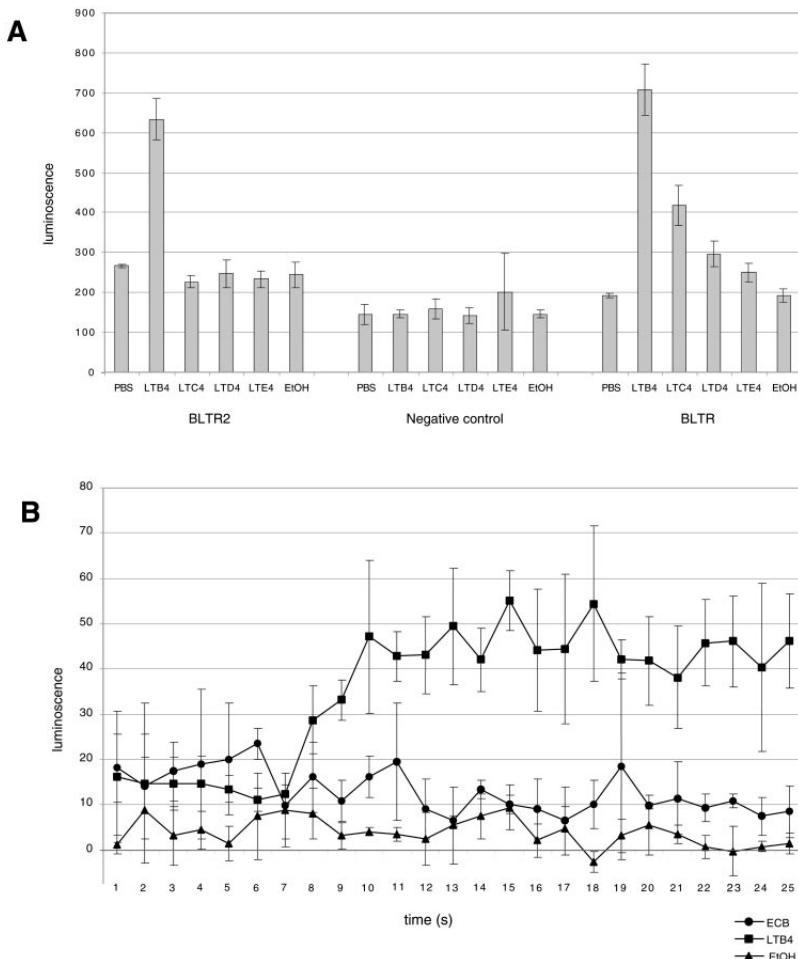 A
900
800
700
600
500
400
300
200
100
0
luminoscence
PBS LTB4 LTC4 LTD4 LTE4 EtOH PBS LTB4 LTC4 LTD4 LTE4 EtOH PBS LTB4 LTC4 LTD4 LTE4 EtOH
BLTR2 Negative control BLTR
B
80
70
60
50
40
30
20
10
0
luminoscence
1 2 3 4 5 6 7 8 9 10 11 12 13 14 15 16 17 18 19 20 21 22 23 24 25
time (s)
ECB
LTB4
EtOH